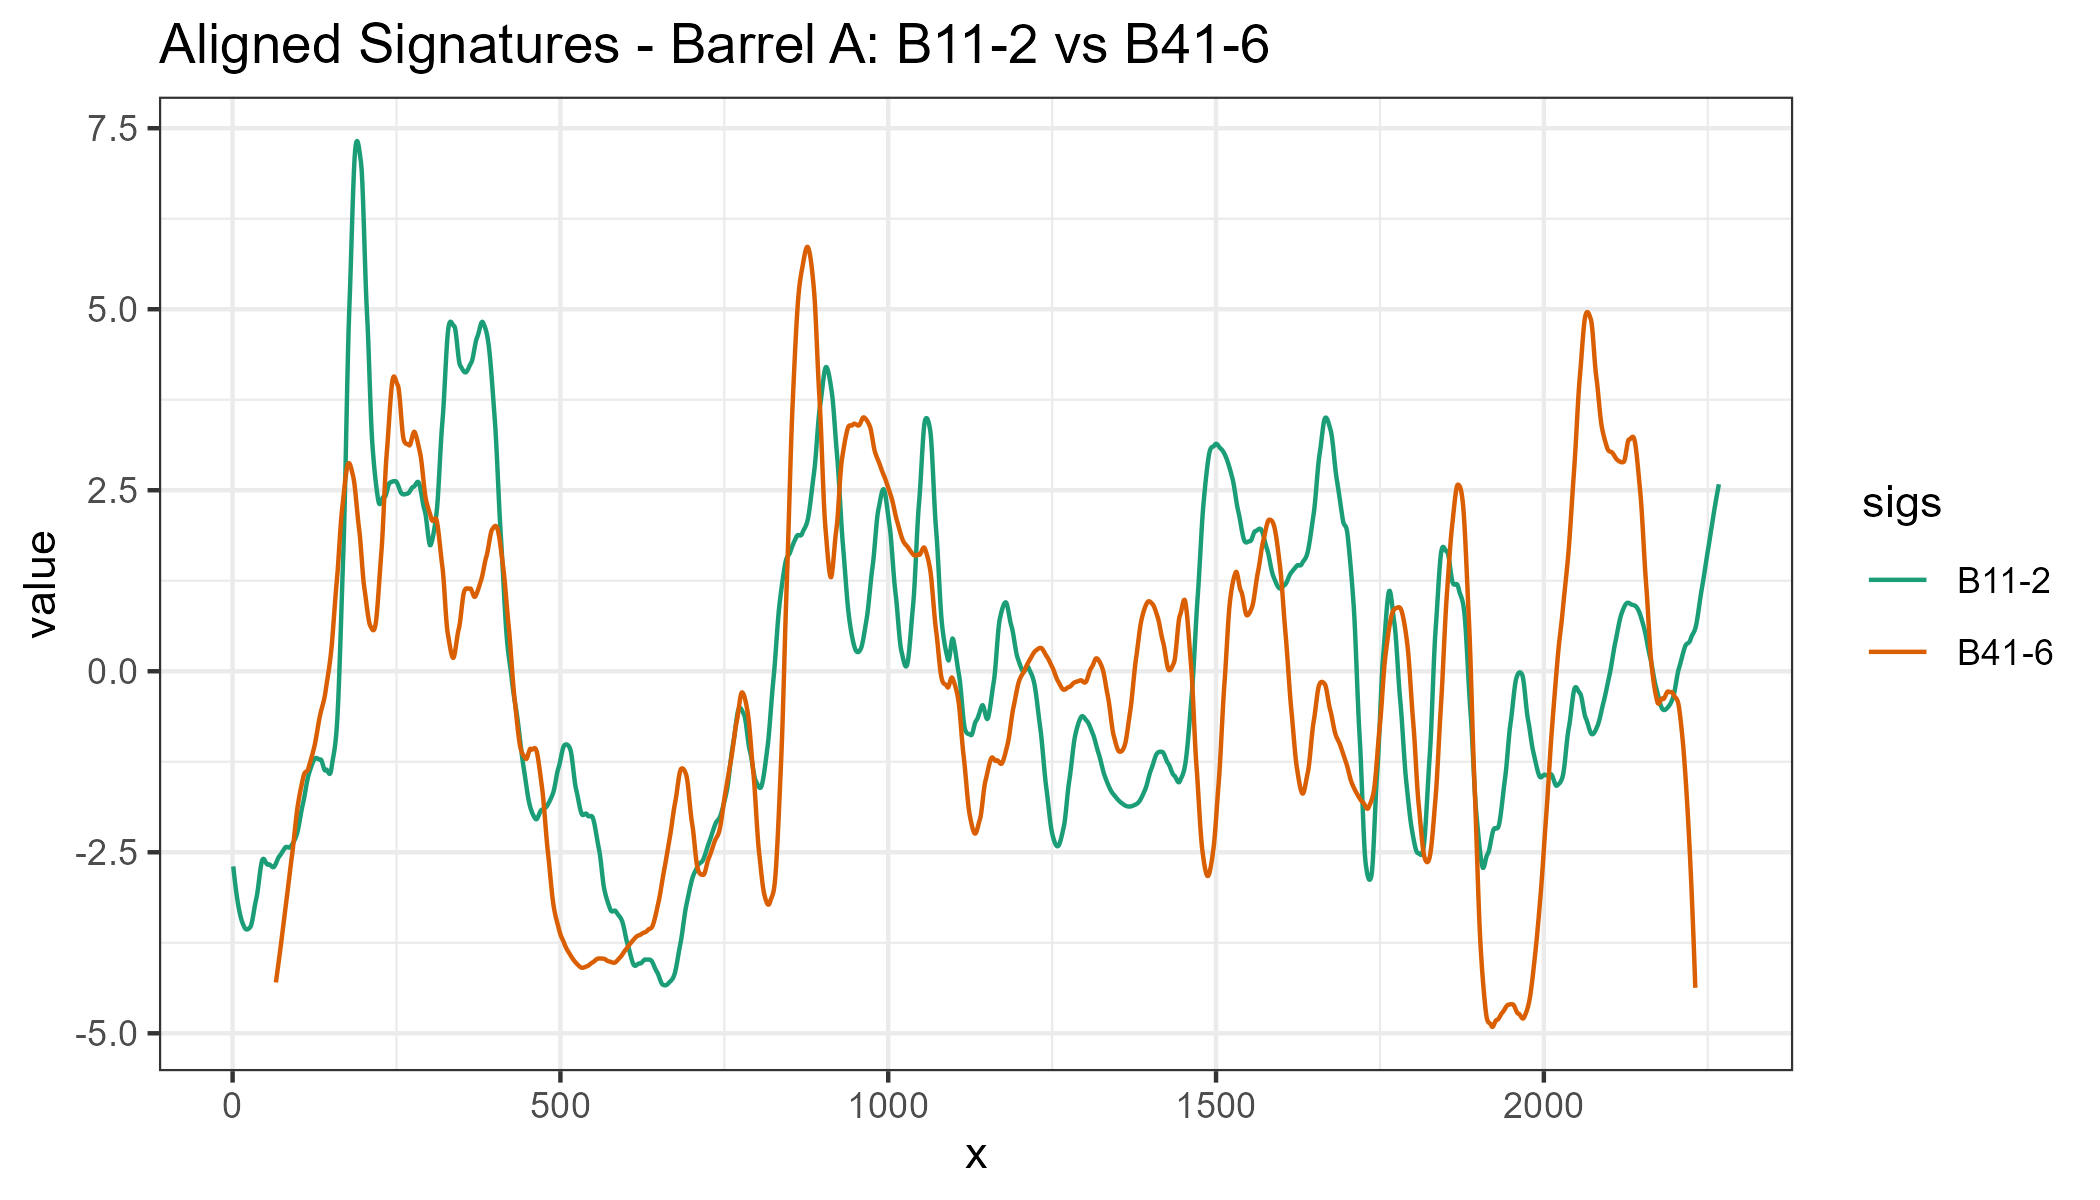 Aligned Signatures - Barrel A: B11-2 vs B41-6
7.5
5.0
2.5
0.0
-2.5
-5.0
value
0 500 1000 1500 2000
x
sigs
B11-2
B41-6